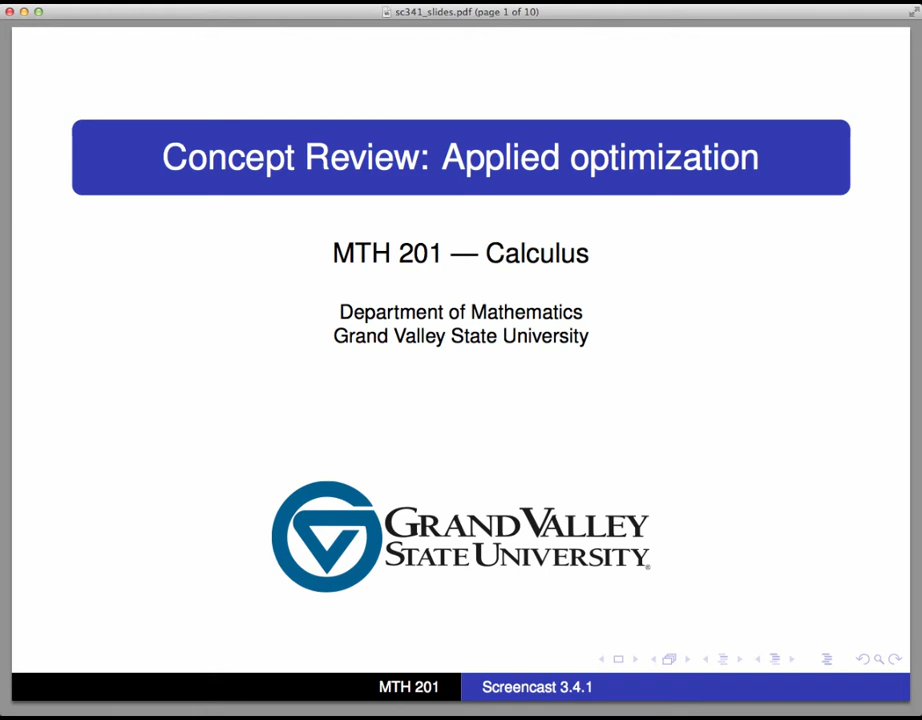 sc341_slides.pdf (page 1 of 10)
Concept Review: Applied optimization
MTH 201 — Calculus
Department of Mathematics
Grand Valley State University
GRAND VALLEY
STATE UNIVERSITY®
MTH 201 Screencast 3.4.1